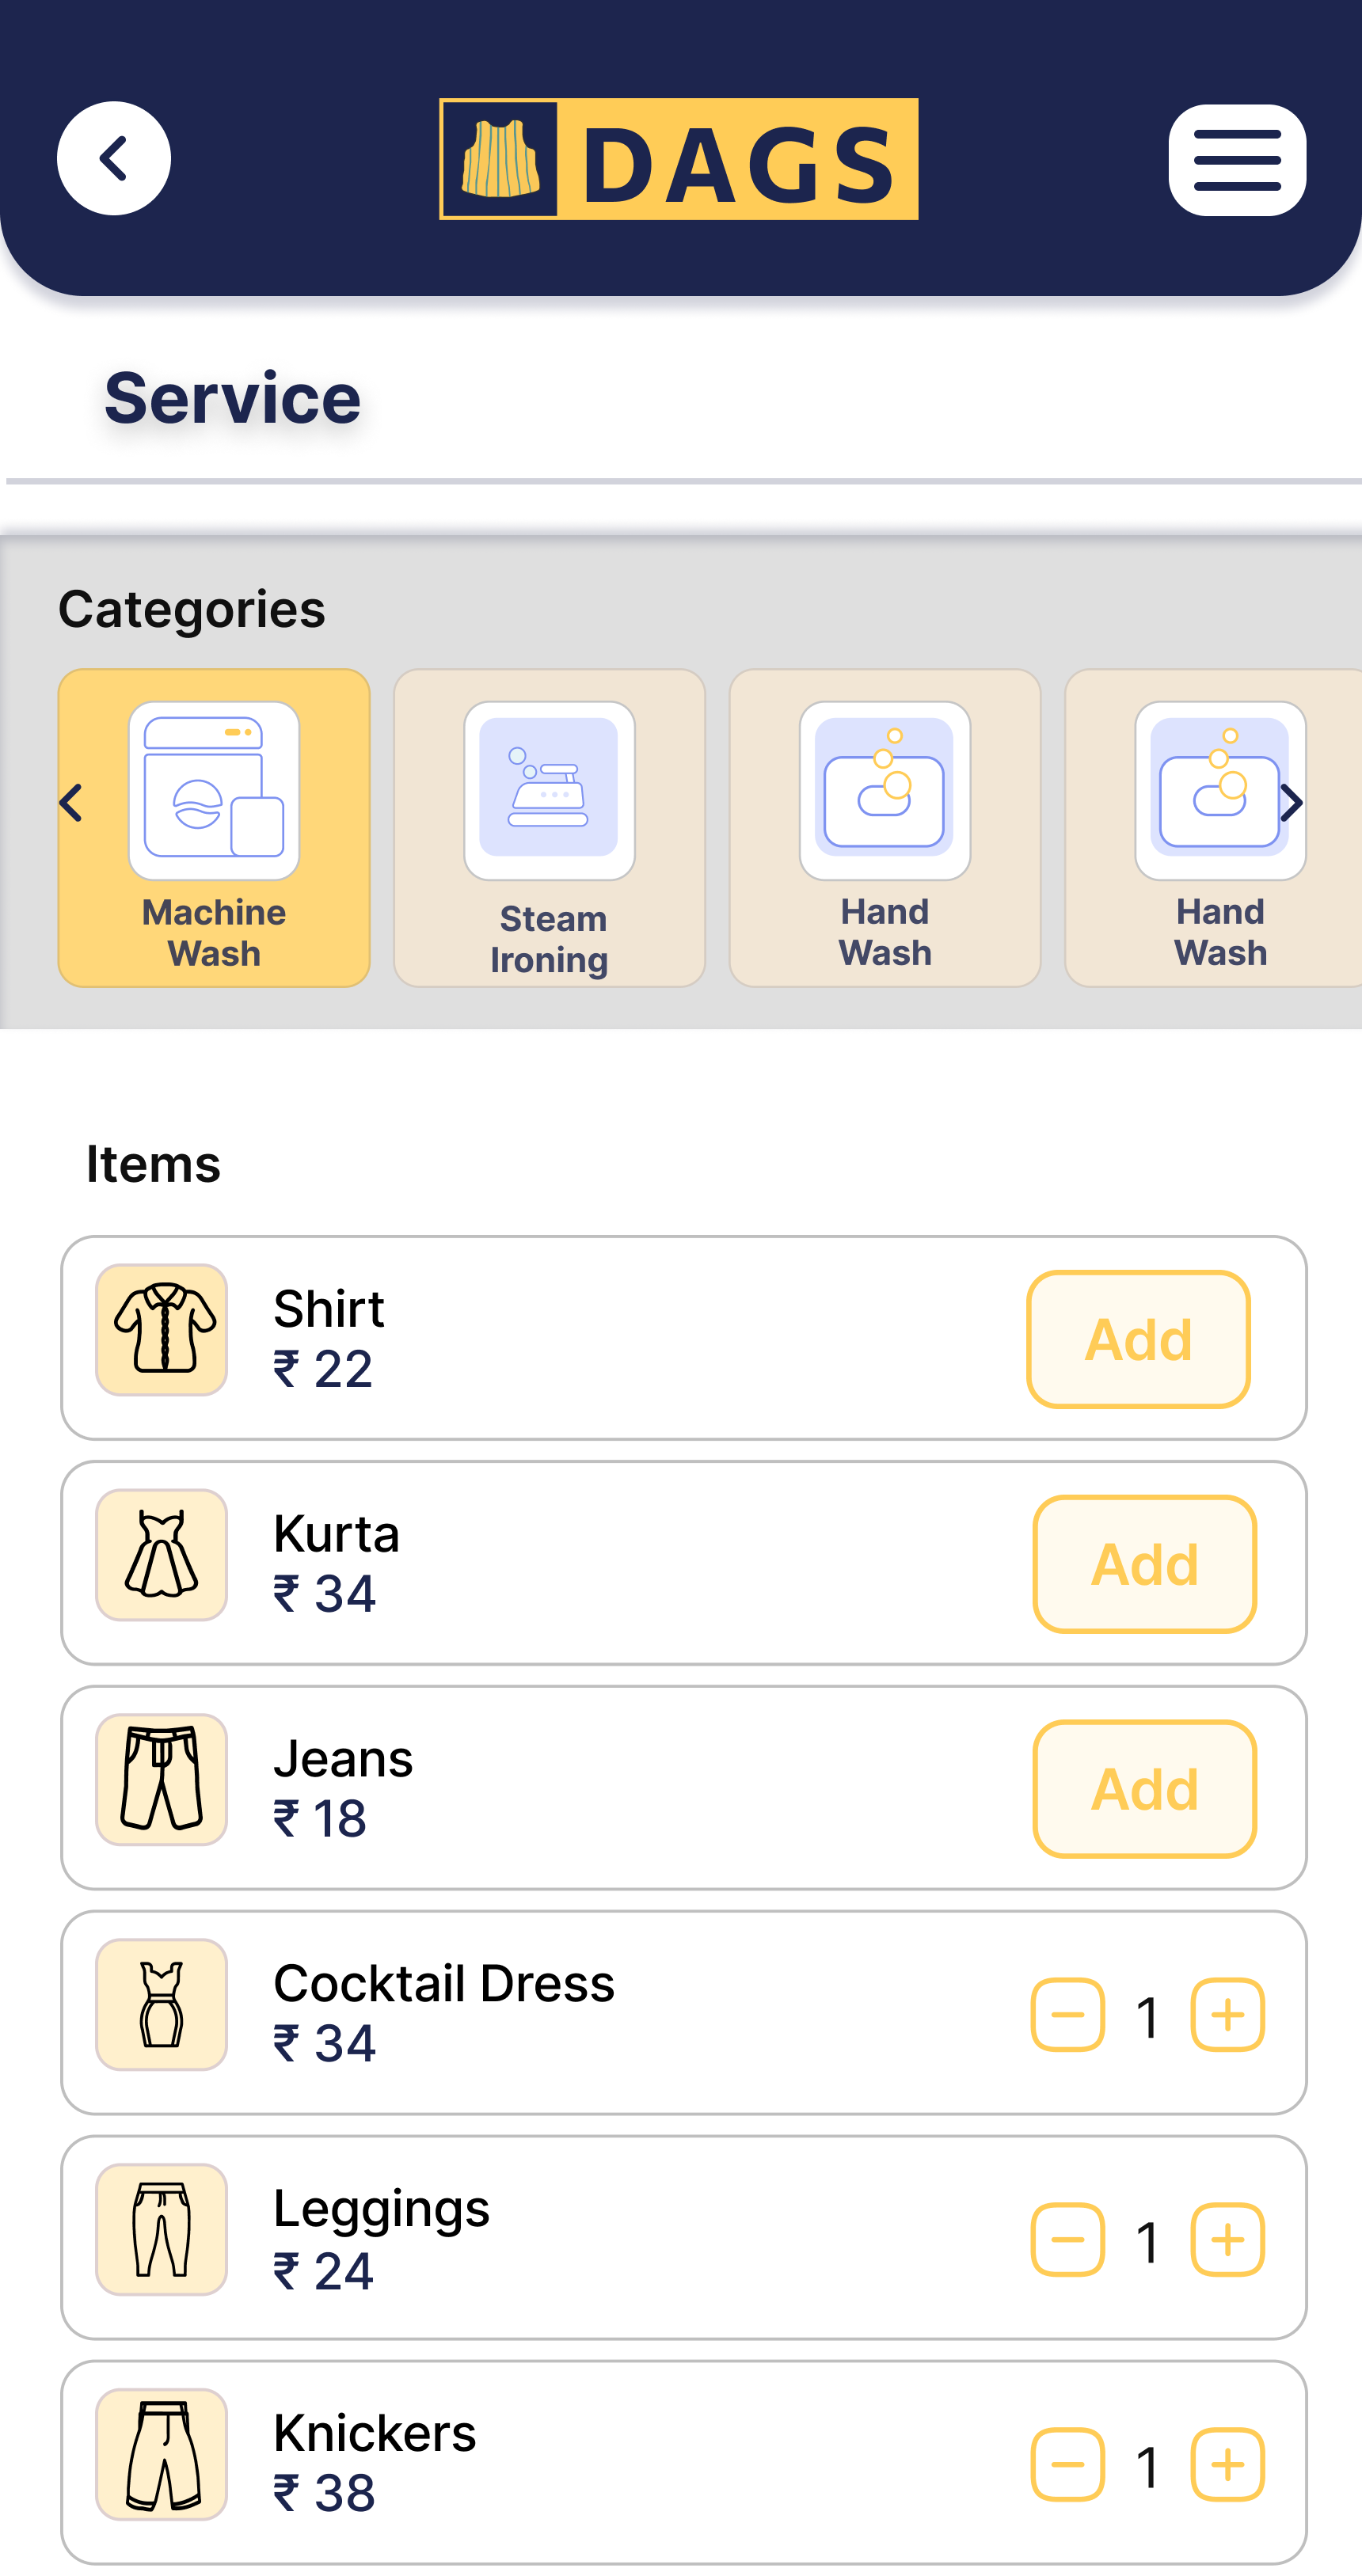 DAGS
Service
Categories
Machine
Wash
Steam
Ironing
Hand
Wash
Hand
Wash
Items
Shirt
₹ 22
Add
Kurta
₹ 34
Add
Jeans
₹ 18
Add
Cocktail Dress
₹ 34
1
Leggings
₹ 24
1
Knickers
₹ 38
1